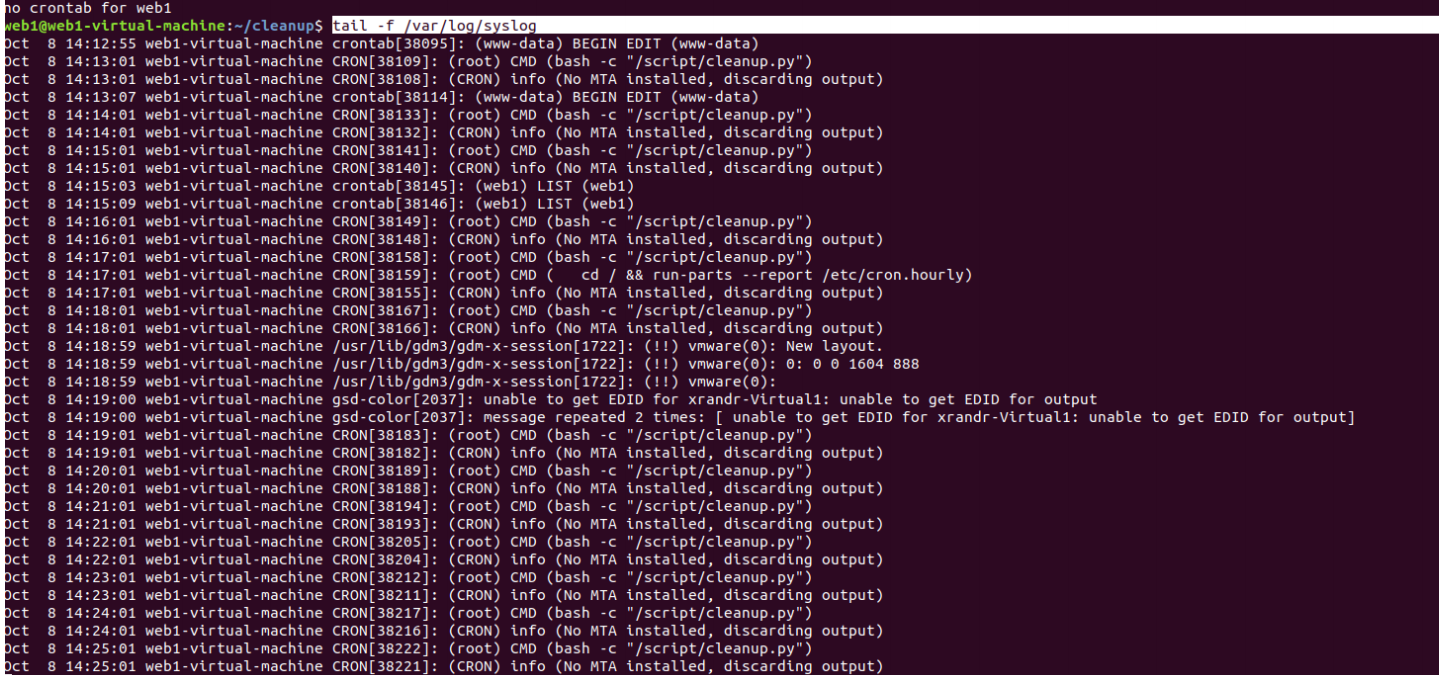 no crontab for web1
web1@web1-virtual-machine:~/cleanup$ tail -f /var/log/syslog
Oct  8 14:12:55 web1-virtual-machine crontab[38095]: (www-data) BEGIN EDIT (www-data)
Oct  8 14:13:01 web1-virtual-machine CRON[38109]: (root) CMD (bash -c "/script/cleanup.py")
Oct  8 14:13:01 web1-virtual-machine CRON[38108]: (CRON) info (No MTA installed, discarding output)
Oct  8 14:13:07 web1-virtual-machine crontab[38114]: (www-data) BEGIN EDIT (www-data)
Oct  8 14:14:01 web1-virtual-machine CRON[38133]: (root) CMD (bash -c "/script/cleanup.py")
Oct  8 14:14:01 web1-virtual-machine CRON[38132]: (CRON) info (No MTA installed, discarding output)
Oct  8 14:15:01 web1-virtual-machine CRON[38141]: (root) CMD (bash -c "/script/cleanup.py")
Oct  8 14:15:01 web1-virtual-machine CRON[38140]: (CRON) info (No MTA installed, discarding output)
Oct  8 14:15:03 web1-virtual-machine crontab[38145]: (web1) LIST (web1)
Oct  8 14:15:09 web1-virtual-machine crontab[38146]: (web1) LIST (web1)
Oct  8 14:16:01 web1-virtual-machine CRON[38149]: (root) CMD (bash -c "/script/cleanup.py")
Oct  8 14:16:01 web1-virtual-machine CRON[38148]: (CRON) info (No MTA installed, discarding output)
Oct  8 14:17:01 web1-virtual-machine CRON[38158]: (root) CMD (bash -c "/script/cleanup.py")
Oct  8 14:17:01 web1-virtual-machine CRON[38159]: (root) CMD (   cd / && run-parts --report /etc/cron.hourly)
Oct  8 14:17:01 web1-virtual-machine CRON[38155]: (CRON) info (No MTA installed, discarding output)
Oct  8 14:18:01 web1-virtual-machine CRON[38167]: (root) CMD (bash -c "/script/cleanup.py")
Oct  8 14:18:01 web1-virtual-machine CRON[38166]: (CRON) info (No MTA installed, discarding output)
Oct  8 14:18:59 web1-virtual-machine /usr/lib/gdm3/gdm-x-session[1722]: (!!) vmware(0): New layout.
Oct  8 14:18:59 web1-virtual-machine /usr/lib/gdm3/gdm-x-session[1722]: (!!) vmware(0): 0: 0 0 1604 888
Oct  8 14:18:59 web1-virtual-machine /usr/lib/gdm3/gdm-x-session[1722]: (!!) vmware(0):
Oct  8 14:19:00 web1-virtual-machine gsd-color[2037]: unable to get EDID for xrandr-Virtual1: unable to get EDID for output
Oct  8 14:19:00 web1-virtual-machine gsd-color[2037]: message repeated 2 times: [ unable to get EDID for xrandr-Virtual1: unable to get EDID for output]
Oct  8 14:19:01 web1-virtual-machine CRON[38183]: (root) CMD (bash -c "/script/cleanup.py")
Oct  8 14:19:01 web1-virtual-machine CRON[38182]: (CRON) info (No MTA installed, discarding output)
Oct  8 14:20:01 web1-virtual-machine CRON[38189]: (root) CMD (bash -c "/script/cleanup.py")
Oct  8 14:20:01 web1-virtual-machine CRON[38188]: (CRON) info (No MTA installed, discarding output)
Oct  8 14:21:01 web1-virtual-machine CRON[38194]: (root) CMD (bash -c "/script/cleanup.py")
Oct  8 14:21:01 web1-virtual-machine CRON[38193]: (CRON) info (No MTA installed, discarding output)
Oct  8 14:22:01 web1-virtual-machine CRON[38205]: (root) CMD (bash -c "/script/cleanup.py")
Oct  8 14:22:01 web1-virtual-machine CRON[38204]: (CRON) info (No MTA installed, discarding output)
Oct  8 14:23:01 web1-virtual-machine CRON[38212]: (root) CMD (bash -c "/script/cleanup.py")
Oct  8 14:23:01 web1-virtual-machine CRON[38211]: (CRON) info (No MTA installed, discarding output)
Oct  8 14:24:01 web1-virtual-machine CRON[38217]: (root) CMD (bash -c "/script/cleanup.py")
Oct  8 14:24:01 web1-virtual-machine CRON[38216]: (CRON) info (No MTA installed, discarding output)
Oct  8 14:25:01 web1-virtual-machine CRON[38222]: (root) CMD (bash -c "/script/cleanup.py")
Oct  8 14:25:01 web1-virtual-machine CRON[38221]: (CRON) info (No MTA installed, discarding output)